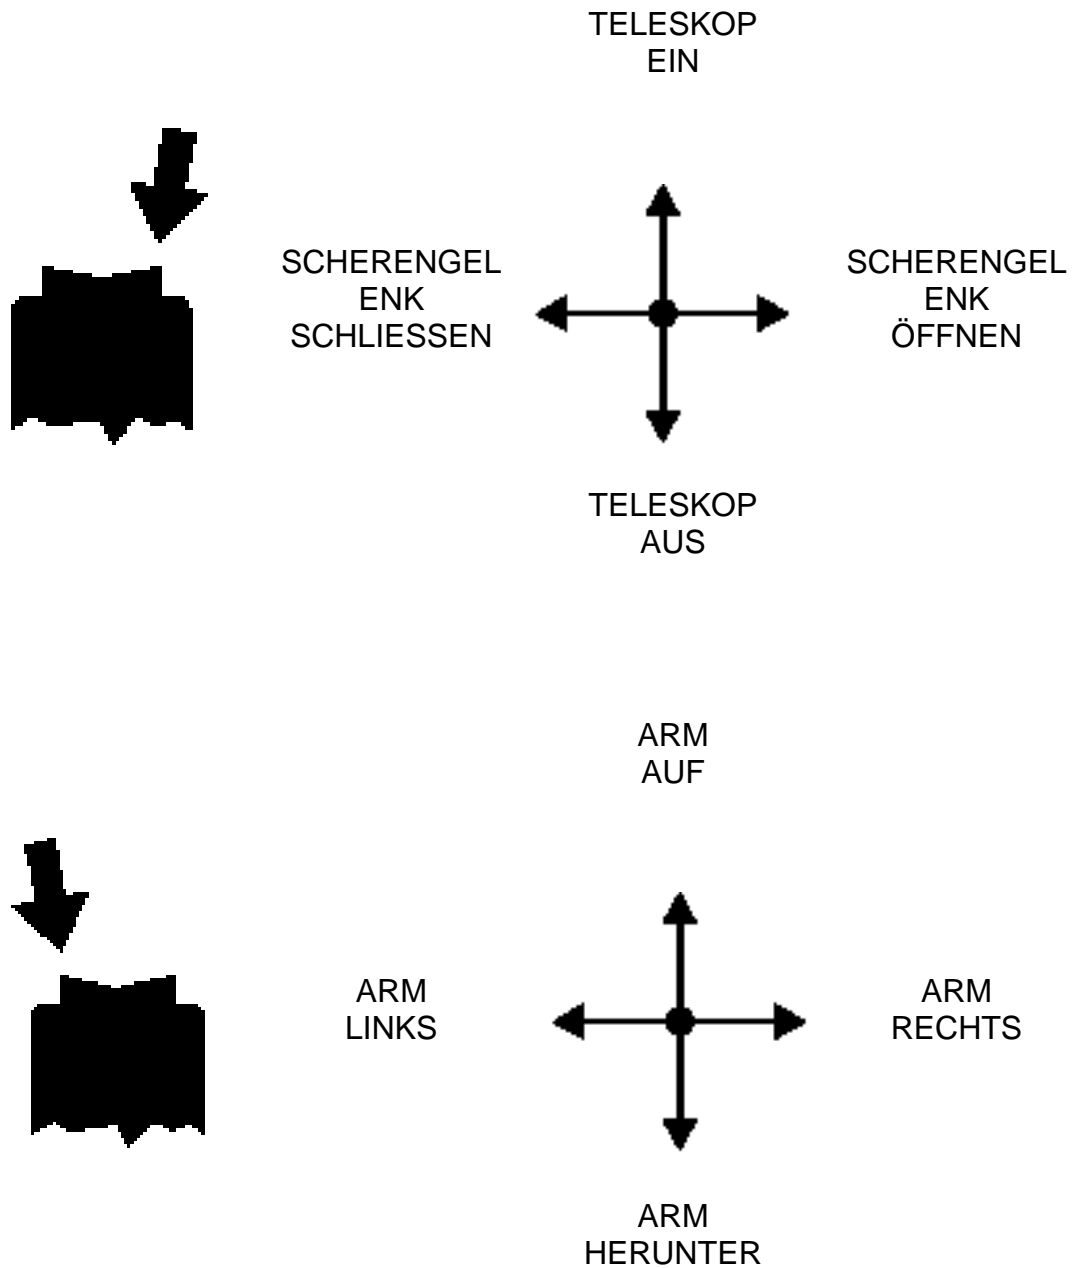 TELESKOP
EIN
SCHERENGEL
ENK
SCHLIESSEN
SCHERENGEL
ENK
ÖFFNEN
TELESKOP
AUS
ARM
AUF
ARM
LINKS
ARM
RECHTS
ARM
HERUNTER